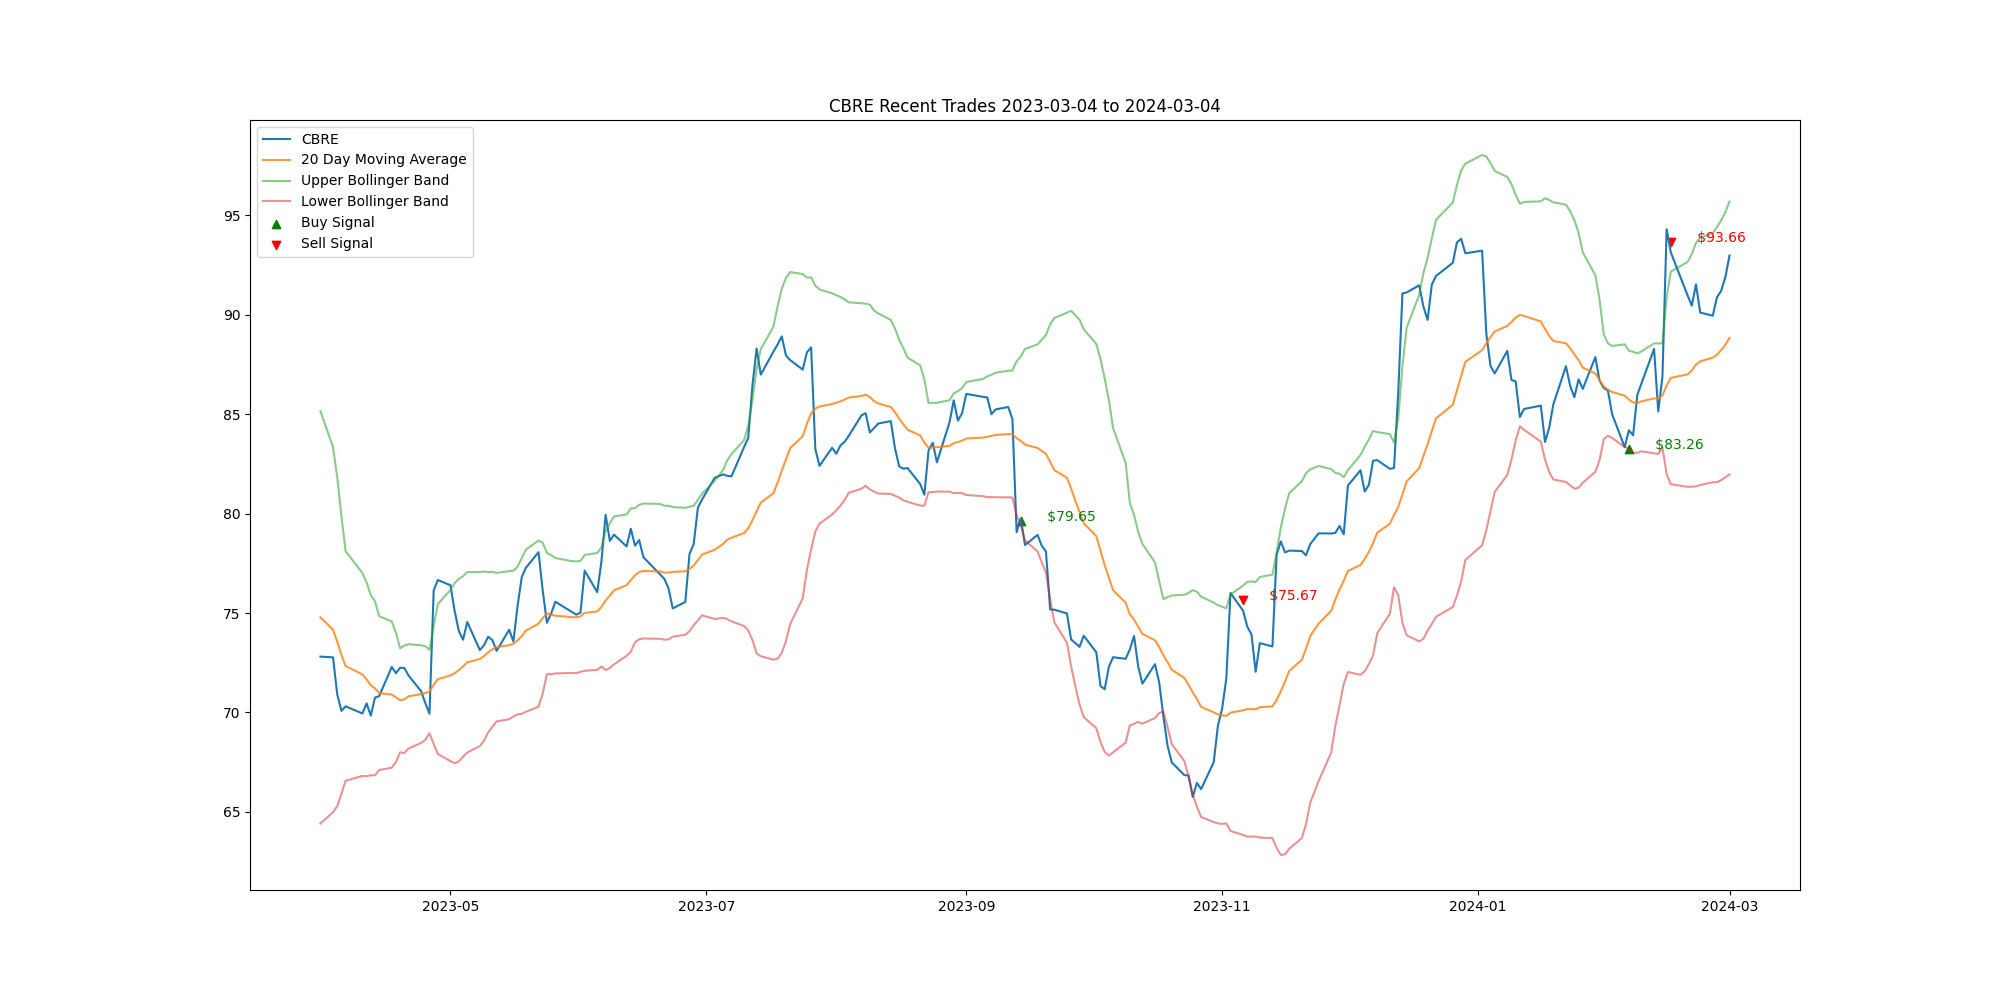 CBRE Recent Trades 2023-03-04 to 2024-03-04
CBRE
20 Day Moving Average
Upper Bollinger Band
Lower Bollinger Band
Buy Signal
Sell Signal
95
90
85
80
75
70
65
$93.66
$83.26
$79.65
$75.67
2023-05
2023-07
2023-09
2023-11
2024-01
2024-03